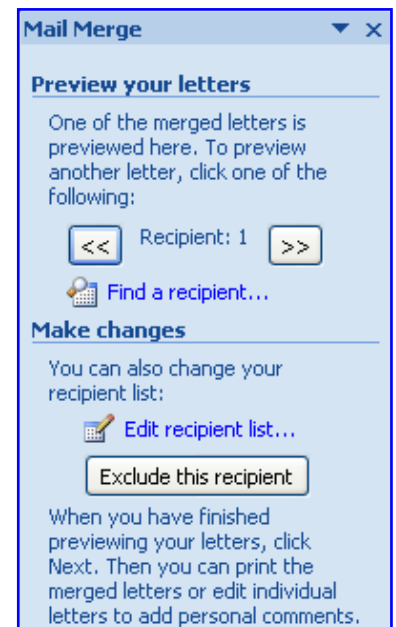 Mail Merge
Preview your letters
One of the merged letters is
previewed here. To preview
another letter, click one of the
following:
<< Recipient: 1 >>
Find a recipient...
Make changes
You can also change your
recipient list:
Edit recipient list...
Exclude this recipient
When you have finished
previewing your letters, click
Next. Then you can print the
merged letters or edit individual
letters to add personal comments.